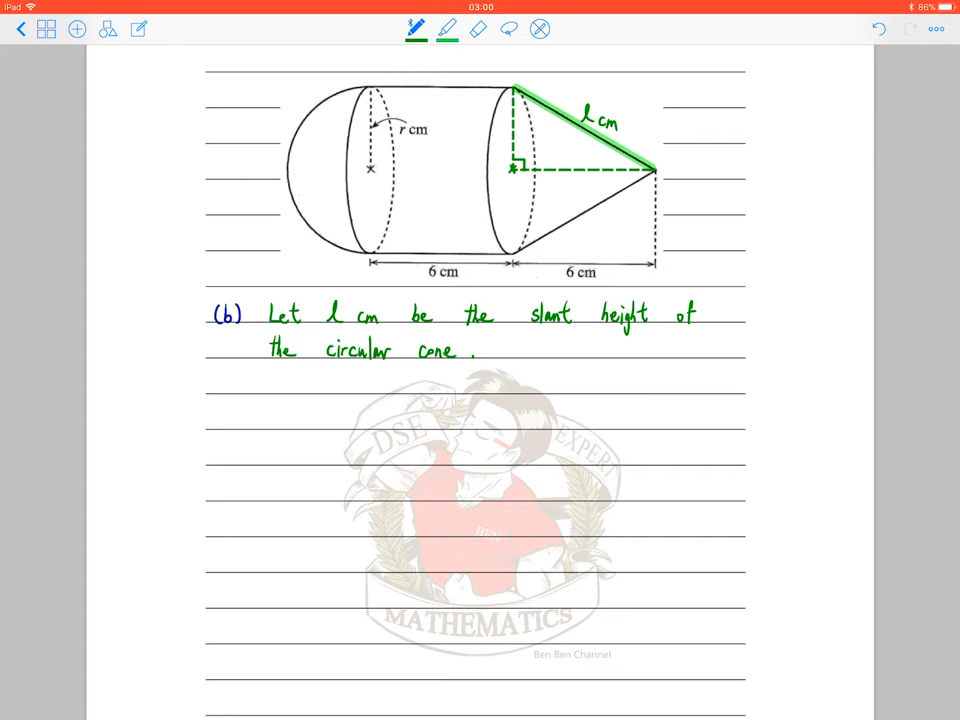 iPad
03:00
86%
l cm
r cm
6 cm
6 cm
(b) Let l cm be the slant height of
the circular cone.
DSE
EXPERT
BEN
MATHEMATICS
Ben Ben Channel